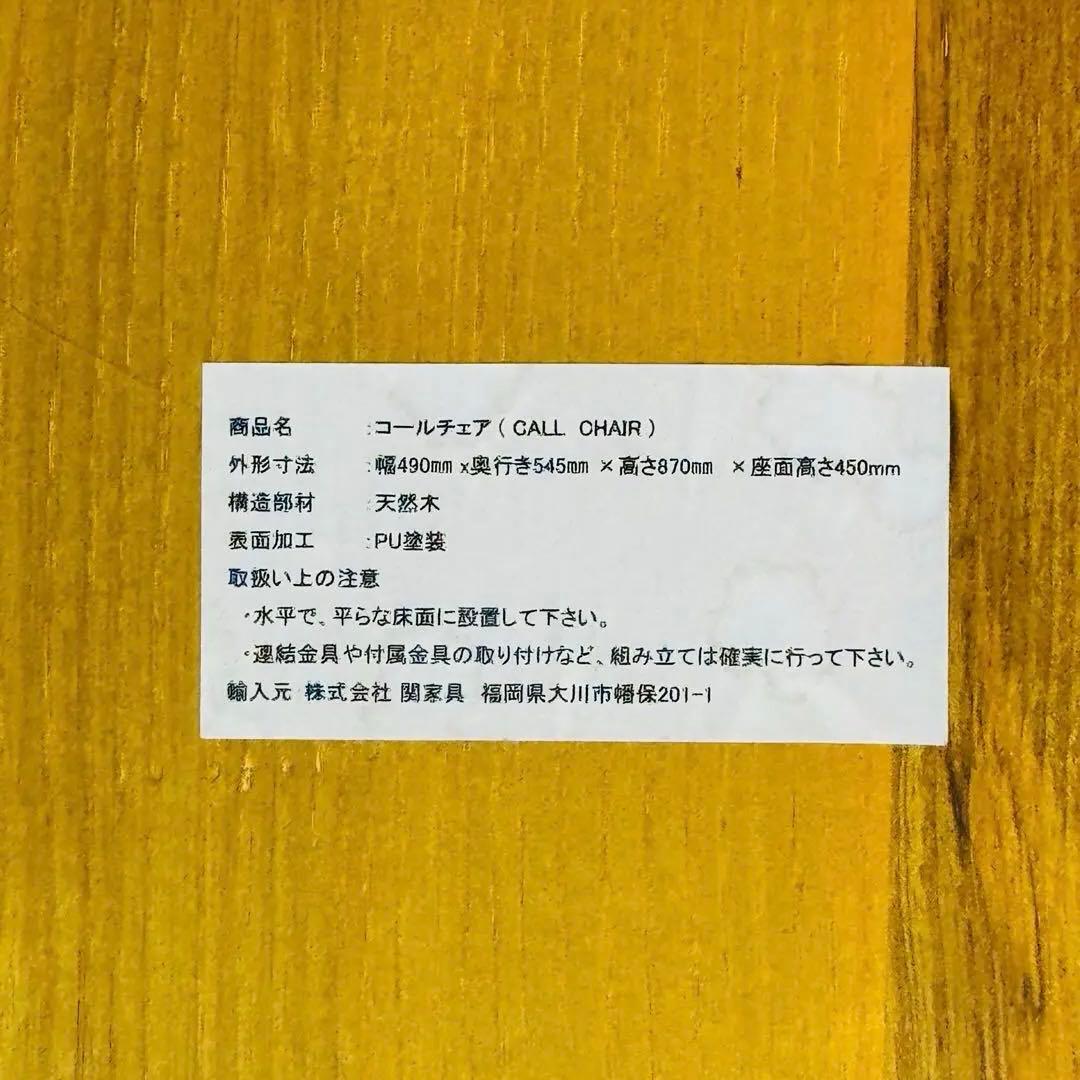 商品名 :コールチェア ( CALL CHAIR )
外形寸法 :幅490mm x奥行き545mm ×高さ870mm ×座面高さ450mm
構造部材 :天然木
表面加工 :PU塗装
取扱い上の注意
・水平で、平らな床面に設置して下さい。
・連結金具や付属金具の取り付けなど、組み立ては確実に行って下さい。
輸入元 株式会社 関家具 福岡県大川市幡保201-1